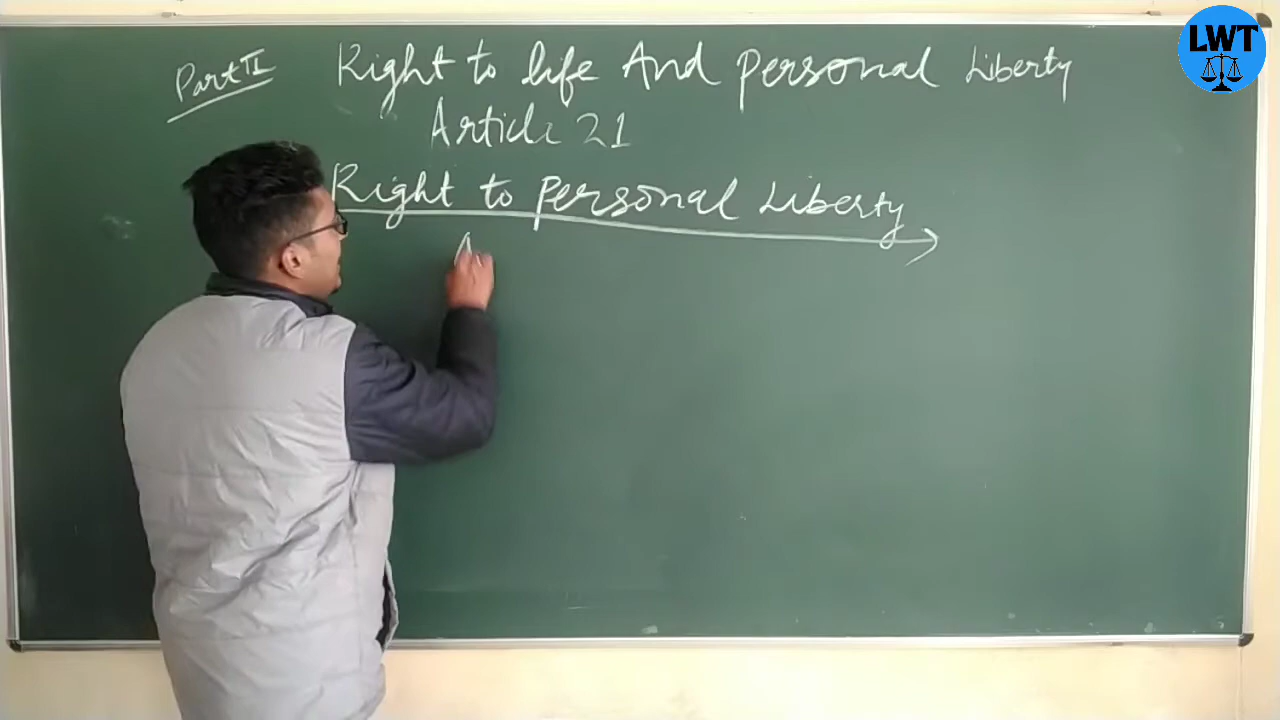 Part II
Right to life And Personal Liberty
Article 21
Right to Personal Liberty
LWT